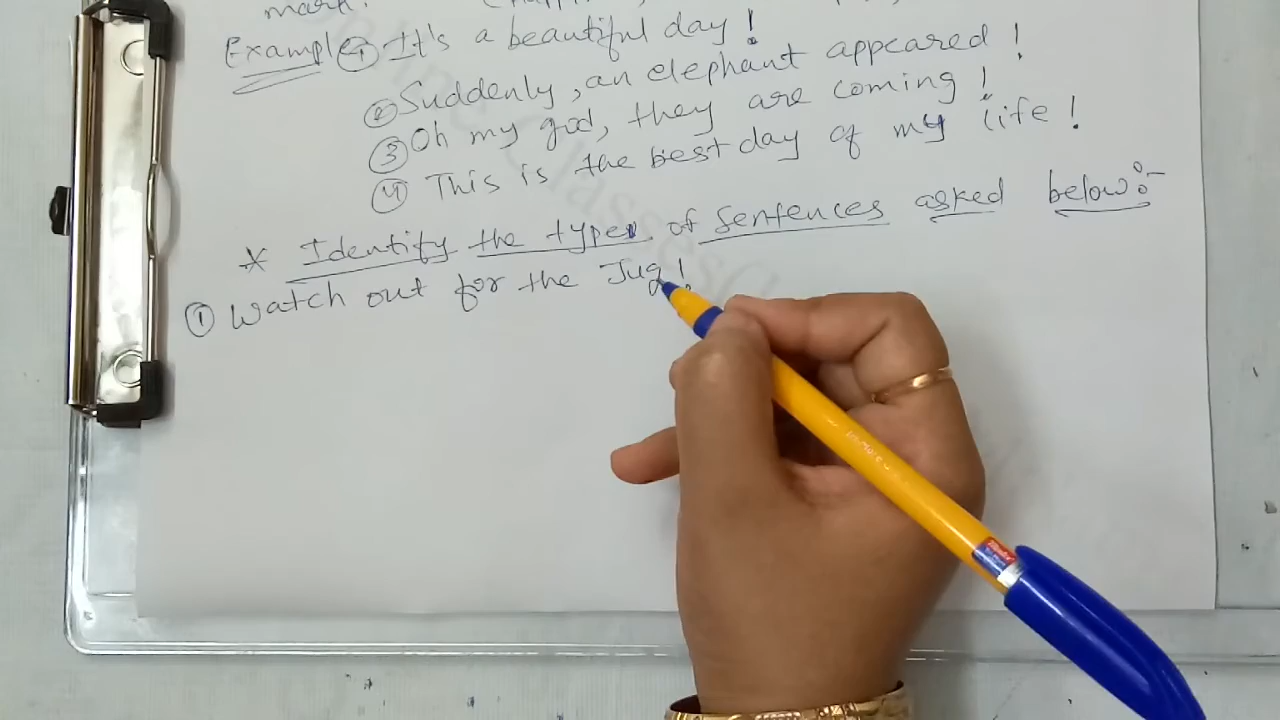 mark.
Example ① It's a beautiful day !
② Suddenly, an elephant appeared !
③ Oh my god, they are coming !
④ This is the best day of my life !
* Identify the types of sentences asked below:-
① Watch out for the Jug!